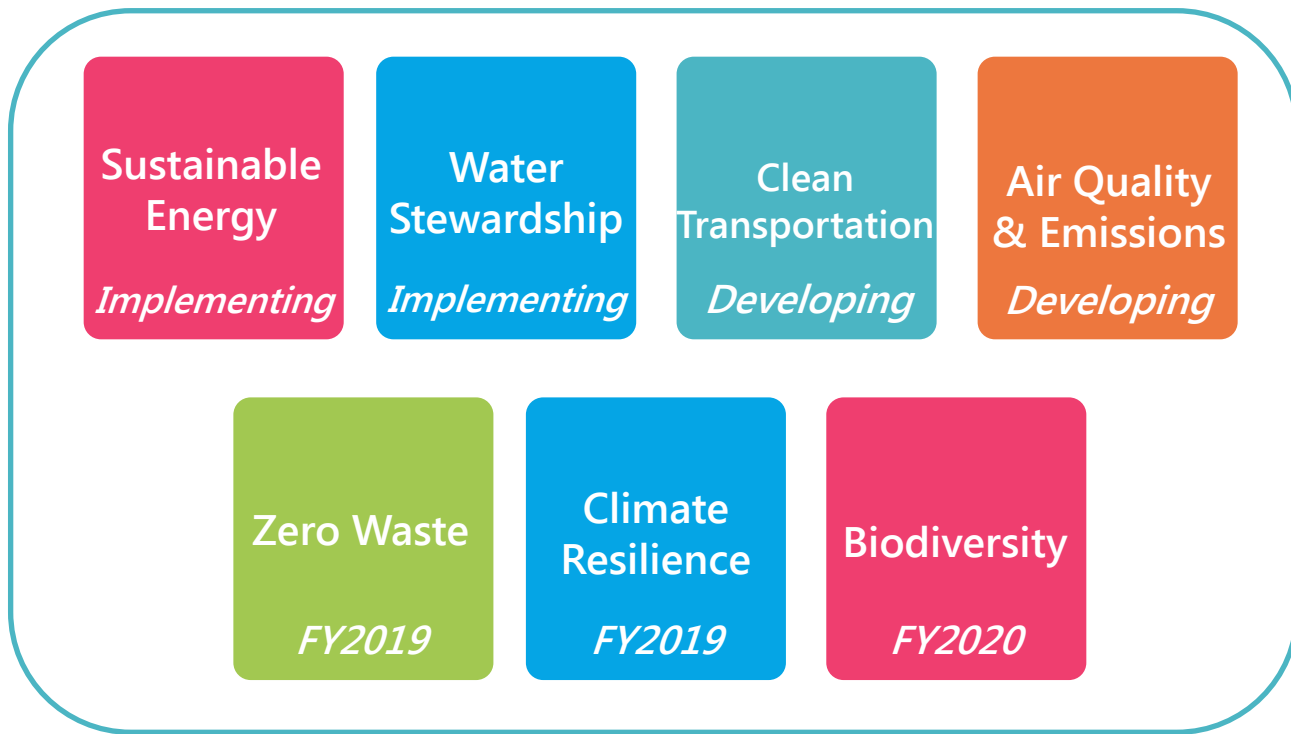 Sustainable
Energy
Implementing
Water
Stewardship
Implementing
Clean
Transportation
Developing
Air Quality
& Emissions
Developing
Zero Waste
FY2019
Climate
Resilience
FY2019
Biodiversity
FY2020